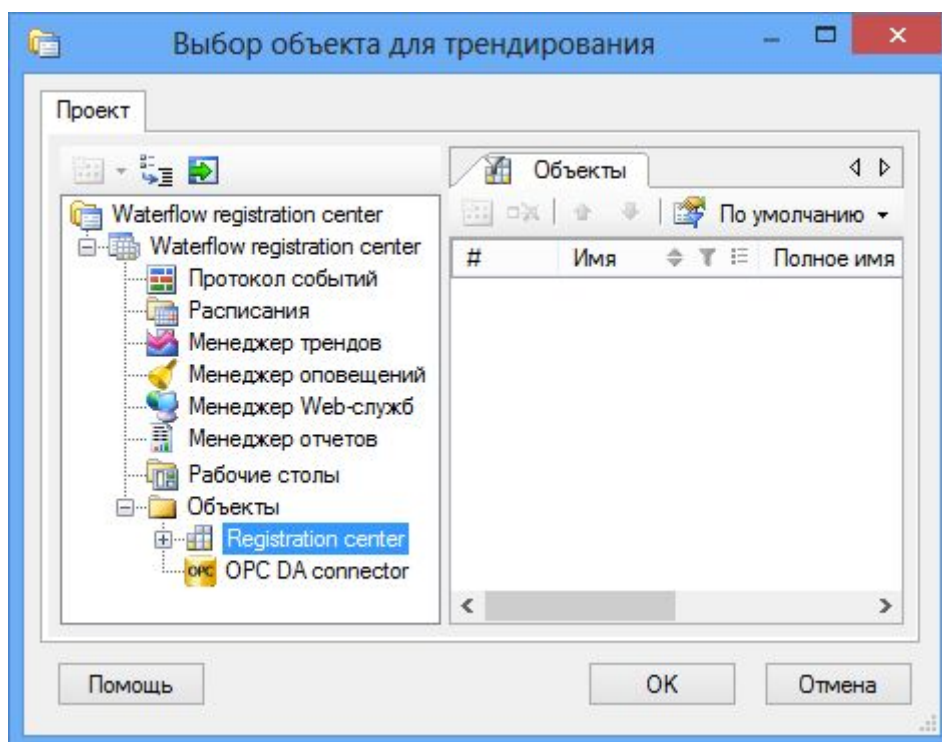 Выбор объекта для трендирования
Проект
Waterflow registration center
Waterflow registration center
Протокол событий
Расписания
Менеджер трендов
Менеджер оповещений
Менеджер Web-служб
Менеджер отчетов
Рабочие столы
Объекты
Registration center
OPC OPC DA connector
Объекты
По умолчанию
# Имя Полное имя
Помощь OK Отмена